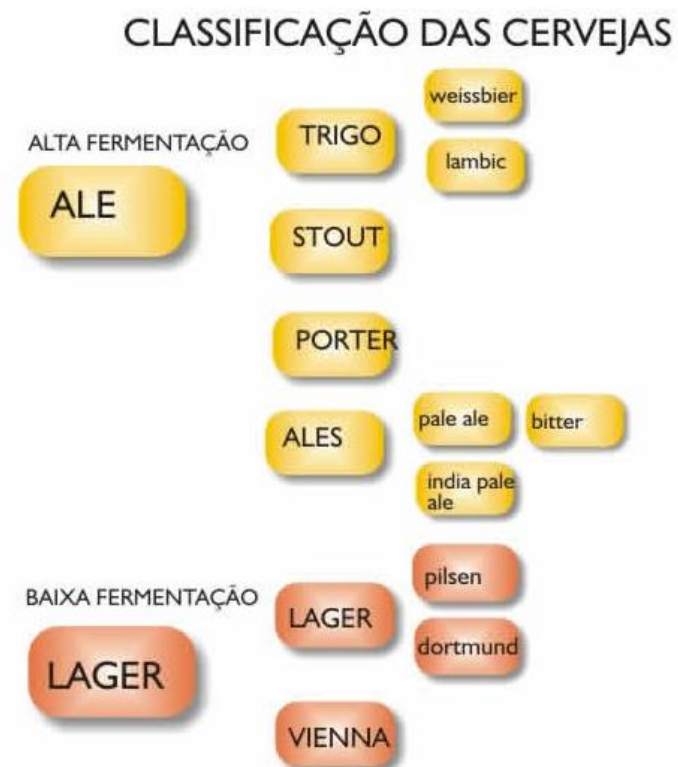 CLASSIFICAÇÃO DAS CERVEJAS
ALTA FERMENTAÇÃO
ALE
TRIGO
weissbier
lambic
STOUT
PORTER
ALES
pale ale
bitter
india pale
ale
BAIXA FERMENTAÇÃO
LAGER
LAGER
pilsen
dortmund
VIENNA